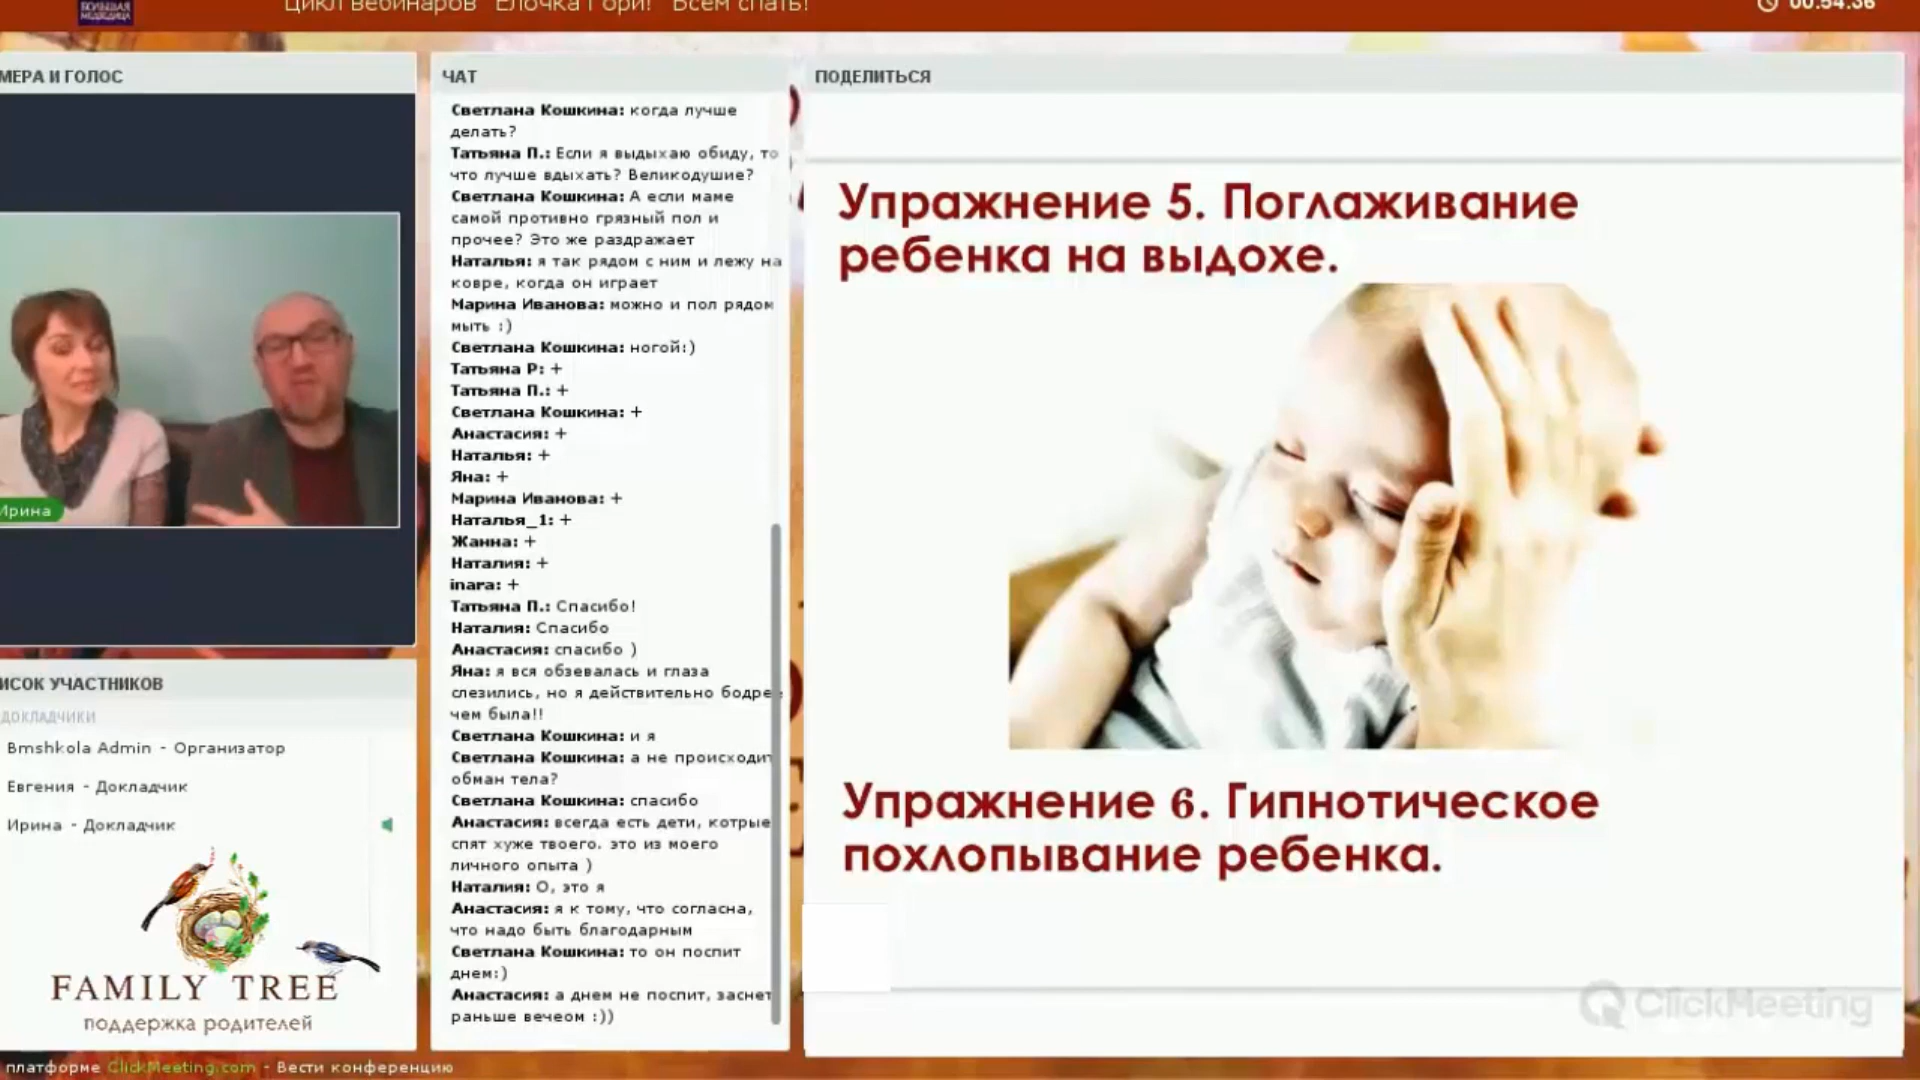 БОЛЬШАЯ
МЕДВЕДИЦА
Цикл вебинаров "Ёлочка Гори! Всем спать!
00:54:36
МЕРА И ГОЛОС
Ирина
ИСОК УЧАСТНИКОВ
ДОКЛАДЧИКИ
Bmshkola Admin - Организатор
Евгения - Докладчик
Ирина - Докладчик
FAMILY TREE
поддержка родителей
платформе ClickMeeting.com - Вести конференцию
ЧАТ
Светлана Кошкина: когда лучше
делать?
Татьяна П.: Если я выдыхаю обиду, то
что лучше вдыхать? Великодушие?
Светлана Кошкина: А если маме
самой противно грязный пол и
прочее? Это же раздражает
Наталья: я так рядом с ним и лежу на
ковре, когда он играет
Марина Иванова: можно и пол рядом
мыть :)
Светлана Кошкина: ногой:)
Татьяна Р: +
Татьяна П.: +
Светлана Кошкина: +
Анастасия: +
Наталья: +
Яна: +
Марина Иванова: +
Наталья_1: +
Жанна: +
Наталия: +
inara: +
Татьяна П.: Спасибо!
Наталия: Спасибо
Анастасия: спасибо )
Яна: я вся обзевалась и глаза
слезились, но я действительно бодрее
чем была!!
Светлана Кошкина: и я
Светлана Кошкина: а не происходит
обман тела?
Светлана Кошкина: спасибо
Анастасия: всегда есть дети, котрые
спят хуже твоего. это из моего
личного опыта )
Наталия: О, это я
Анастасия: я к тому, что согласна,
что надо быть благодарным
Светлана Кошкина: то он поспит
днем:)
Анастасия: а днем не поспит, заснет
раньше вечеом :))
ПОДЕЛИТЬСЯ
Упражнение 5. Поглаживание
ребенка на выдохе.
Упражнение 6. Гипнотическое
похлопывание ребенка.
ClickMeeting